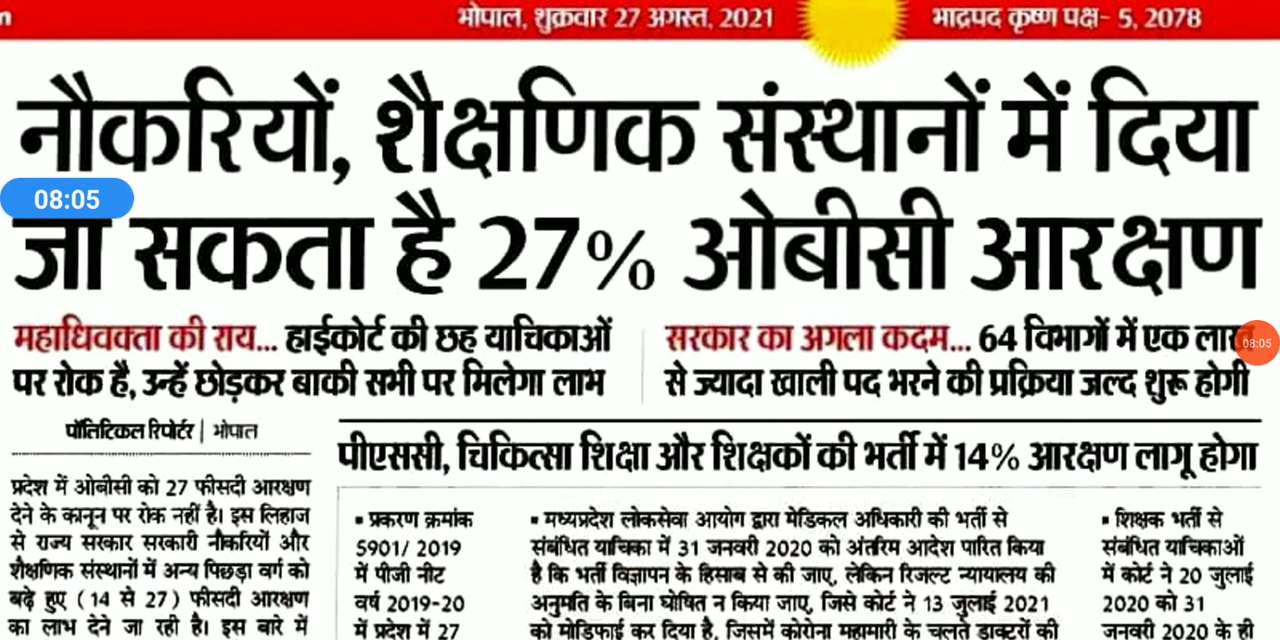 n
भोपाल, शुक्रवार 27 अगस्त, 2021
भाद्रपद कृष्ण पक्ष- 5, 2078
नौकरियों, शैक्षणिक संस्थानों में दिया
08:05
जा सकता है 27% ओबीसी आरक्षण
महाधिवक्ता की राय... हाईकोर्ट की छह याचिकाओं
पर रोक है, उन्हें छोड़कर बाकी सभी पर मिलेगा लाभ
सरकार का अगला कदम... 64 विभागों में एक लाख
08:05
से ज्यादा खाली पद भरने की प्रक्रिया जल्द शुरू होगी
पॉलिटिकल रिपोर्टर | भोपाल
प्रदेश में ओबीसी को 27 फीसदी आरक्षण
देने के कानून पर रोक नहीं है। इस लिहाज
से राज्य सरकार सरकारी नौकरियों और
शैक्षणिक संस्थानों में अन्य पिछड़ा वर्ग को
बढ़े हुए (14 से 27) फीसदी आरक्षण
का लाभ देने जा रही है। इस बारे में
पीएससी, चिकित्सा शिक्षा और शिक्षकों की भर्ती में 14% आरक्षण लागू होगा
▪ प्रकरण क्रमांक
5901/ 2019
में पीजी नीट
वर्ष 2019-20
में प्रदेश में 27
▪ मध्यप्रदेश लोकसेवा आयोग द्वारा मेडिकल अधिकारी की भर्ती से
संबंधित याचिका में 31 जनवरी 2020 को अंतरिम आदेश पारित किया
है कि भर्ती विज्ञापन के हिसाब से की जाए, लेकिन रिजल्ट न्यायालय की
अनुमति के बिना घोषित न किया जाए, जिसे कोर्ट ने 13 जुलाई 2021
को मोडिफाई कर दिया है, जिसमें कोरोना महामारी के चलते डाक्टरों की
▪ शिक्षक भर्ती से
संबंधित याचिकाओं
में कोर्ट ने 20 जुलाई
2020 को 31
जनवरी 2020 के ही